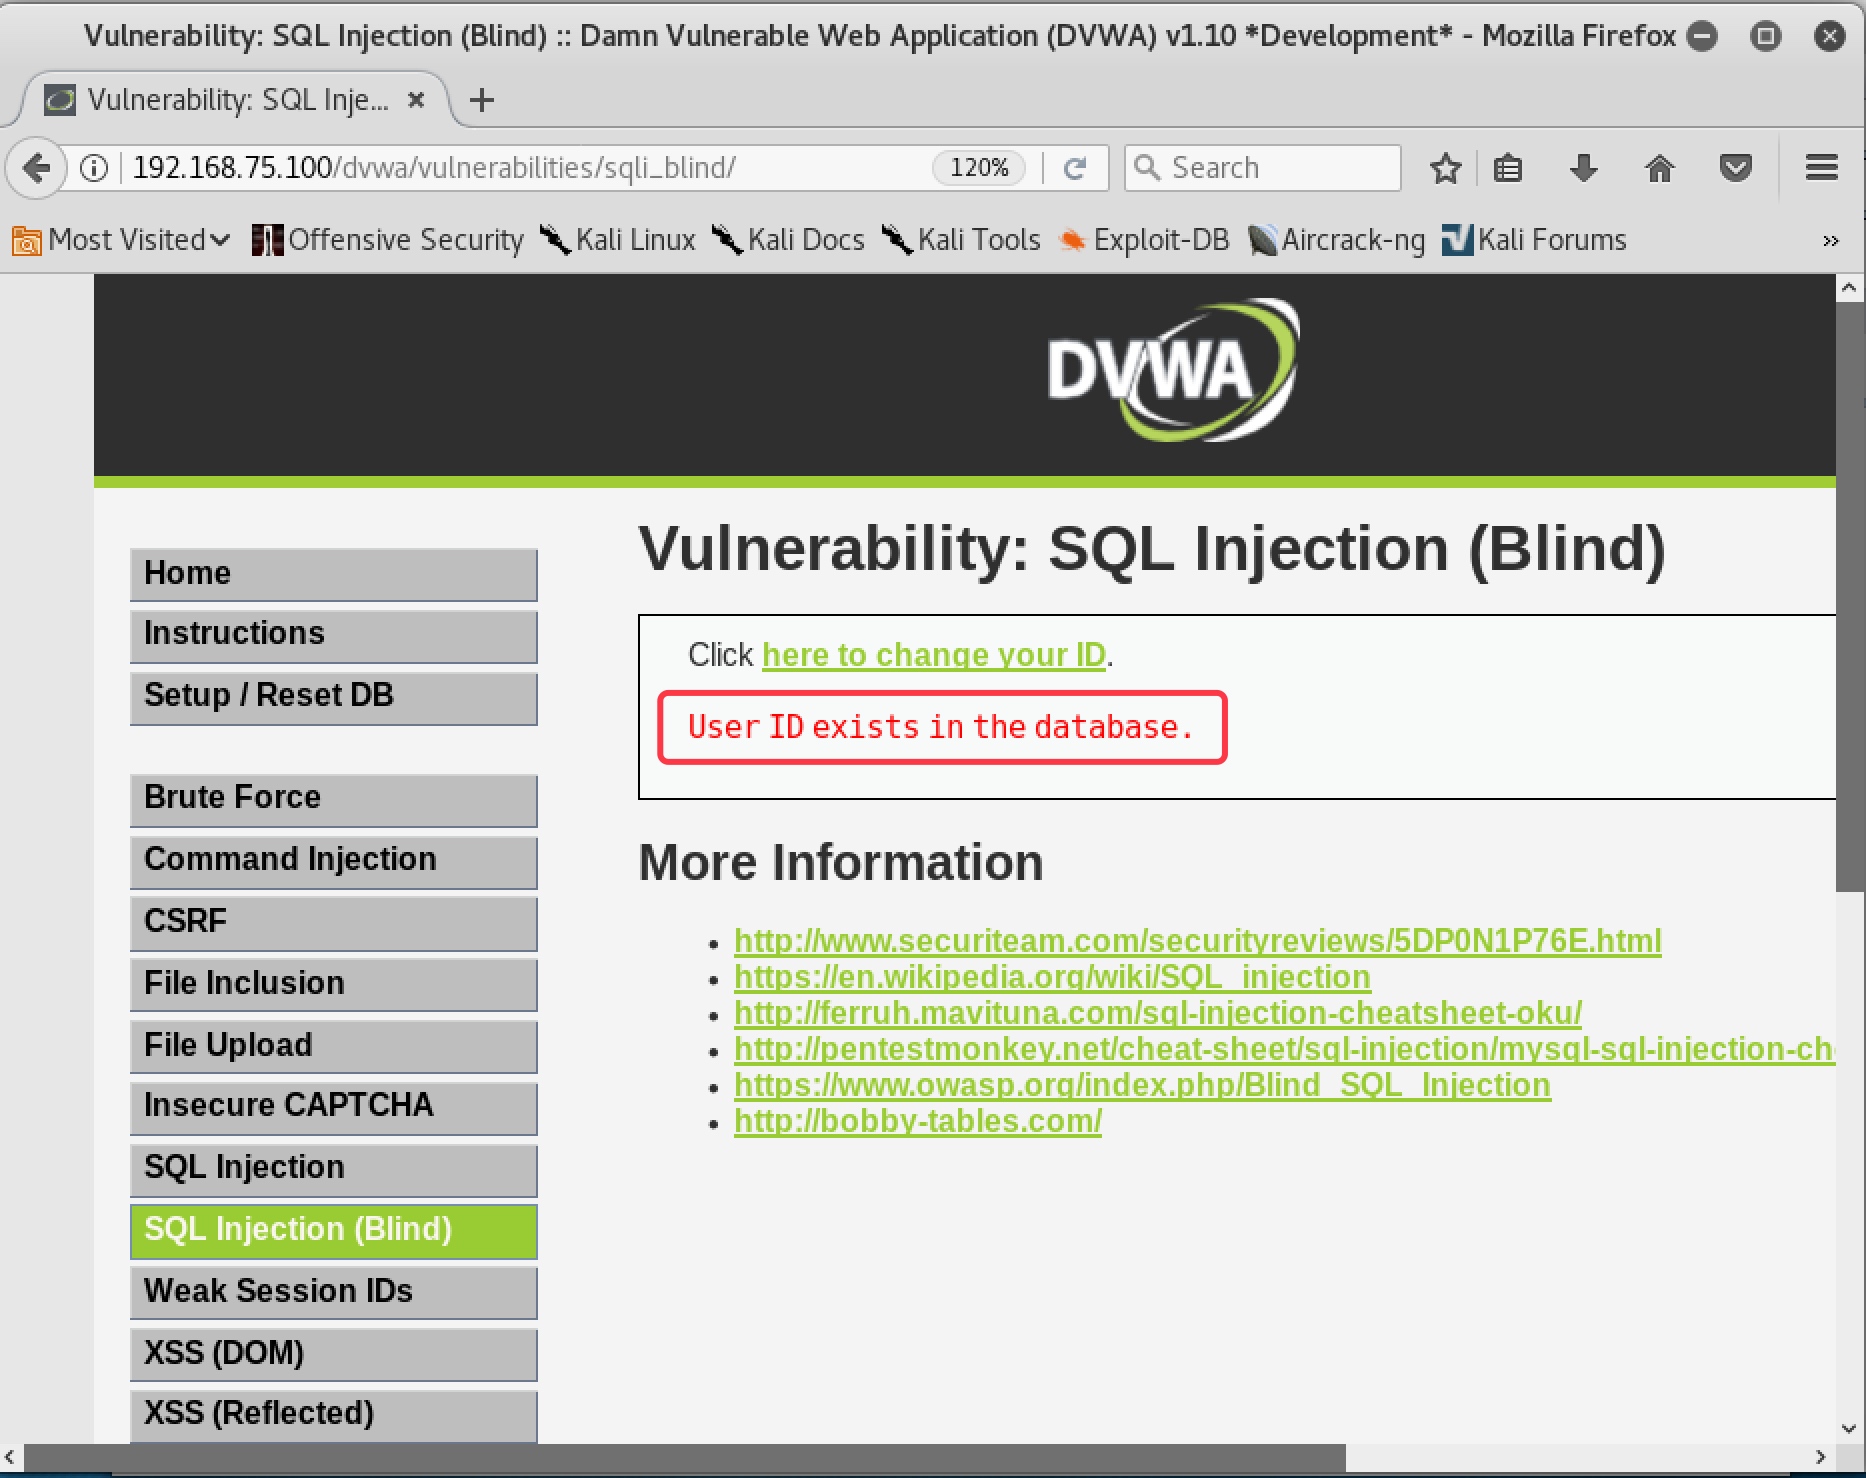 Vulnerability: SQL Injection (Blind) :: Damn Vulnerable Web Application (DVWA) v1.10 *Development* - Mozilla Firefox
Vulnerability: SQL Inje...
192.168.75.100/dvwa/vulnerabilities/sqli_blind/ 120% Search
Most Visited Offensive Security Kali Linux Kali Docs Kali Tools Exploit-DB Aircrack-ng Kali Forums »
DVWA
Vulnerability: SQL Injection (Blind)
Home
Instructions
Setup / Reset DB
Brute Force
Command Injection
CSRF
File Inclusion
File Upload
Insecure CAPTCHA
SQL Injection
SQL Injection (Blind)
Weak Session IDs
XSS (DOM)
XSS (Reflected)
Click here to change your ID.
User ID exists in the database.
More Information
http://www.securiteam.com/securityreviews/5DP0N1P76E.html
https://en.wikipedia.org/wiki/SQL_injection
http://ferruh.mavituna.com/sql-injection-cheatsheet-oku/
http://pentestmonkey.net/cheat-sheet/sql-injection/mysql-sql-injection-ch
https://www.owasp.org/index.php/Blind_SQL_Injection
http://bobby-tables.com/